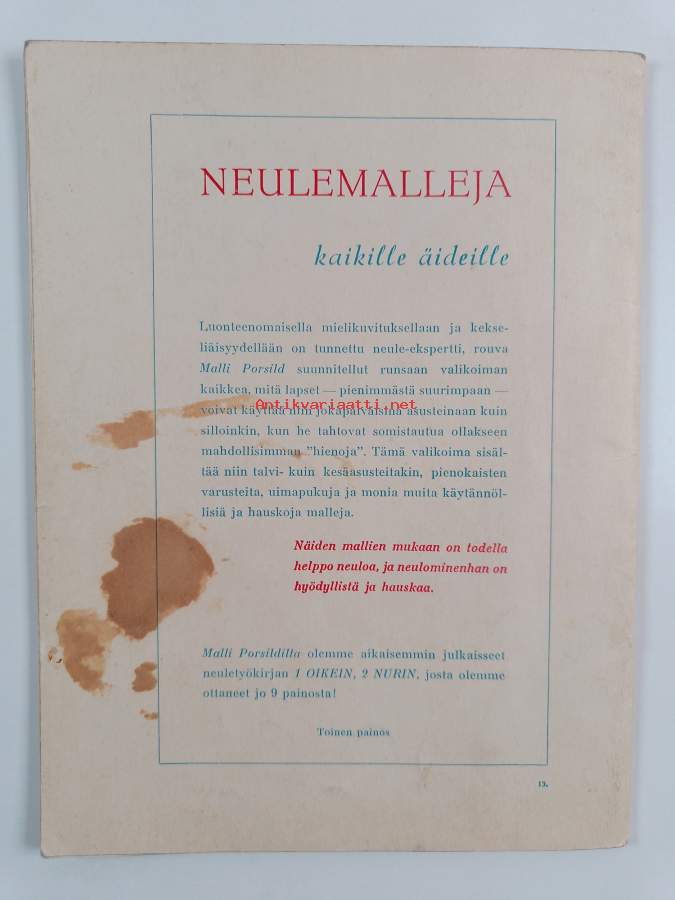 NEULEMALLEJA
kaikille äideille
Luonteenomaisella mielikuvituksellaan ja kekse-
liäisyydellään on tunnettu neule-ekspertti, rouva
Malli Porsild suunnitellut runsaan valikoiman
kaikkea, mitä lapset — pienimmästä suurimpaan —
Antikvariaatti.net
voivat käyttää niin jokapäiväisinä asusteinaan kuin
silloinkin, kun he tahtovat somistautua ollakseen
mahdollisimman ”hienoja”. Tämä valikoima sisäl-
tää niin talvi- kuin kesäasusteitakin, pienokaisten
varusteita, uimapukuja ja monia muita käytännöl-
lisiä ja hauskoja malleja.
Näiden mallien mukaan on todella
helppo neuloa, ja neulominenhan on
hyödyllistä ja hauskaa.
Malli Porsildilta olemme aikaisemmin julkaisseet
neuletyökirjan 1 OIKEIN, 2 NURIN, josta olemme
ottaneet jo 9 painosta!
Toinen painos
13.